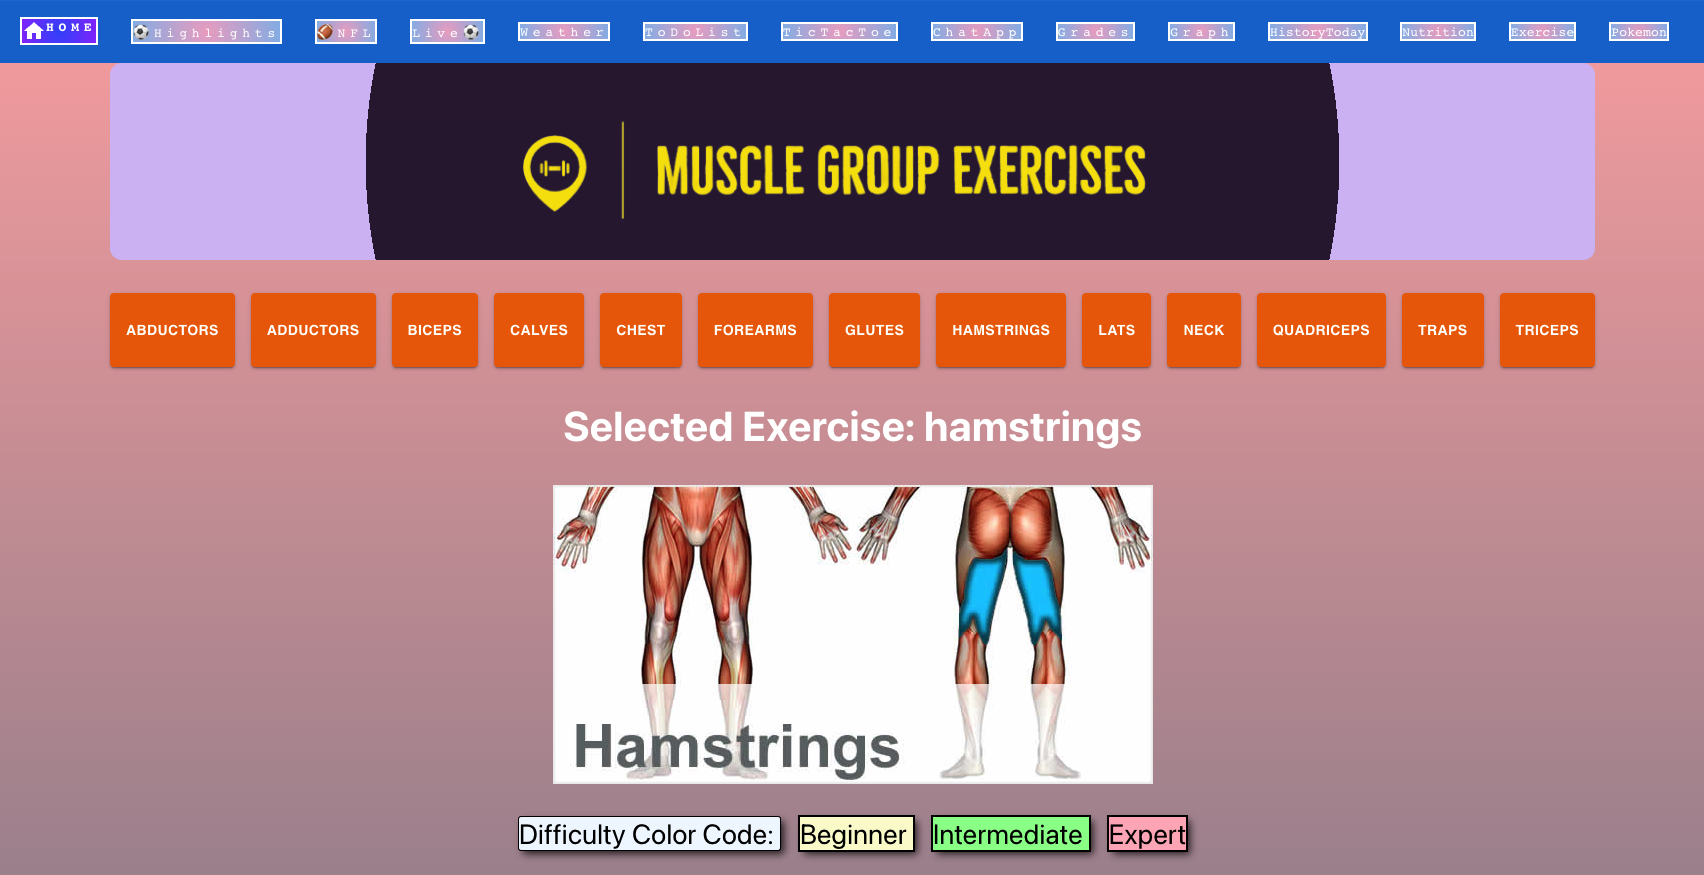 HOME
Highlights
NFL
Live
Weather
ToDoList
TicTacToe
ChatApp
Grades
Graph
HistoryToday
Nutrition
Exercise
Pokemon
MUSCLE GROUP EXERCISES
ABDUCTORS
ADDUCTORS
BICEPS
CALVES
CHEST
FOREARMS
GLUTES
HAMSTRINGS
LATS
NECK
QUADRICEPS
TRAPS
TRICEPS
Selected Exercise: hamstrings
Hamstrings
Difficulty Color Code:
Beginner
Intermediate
Expert